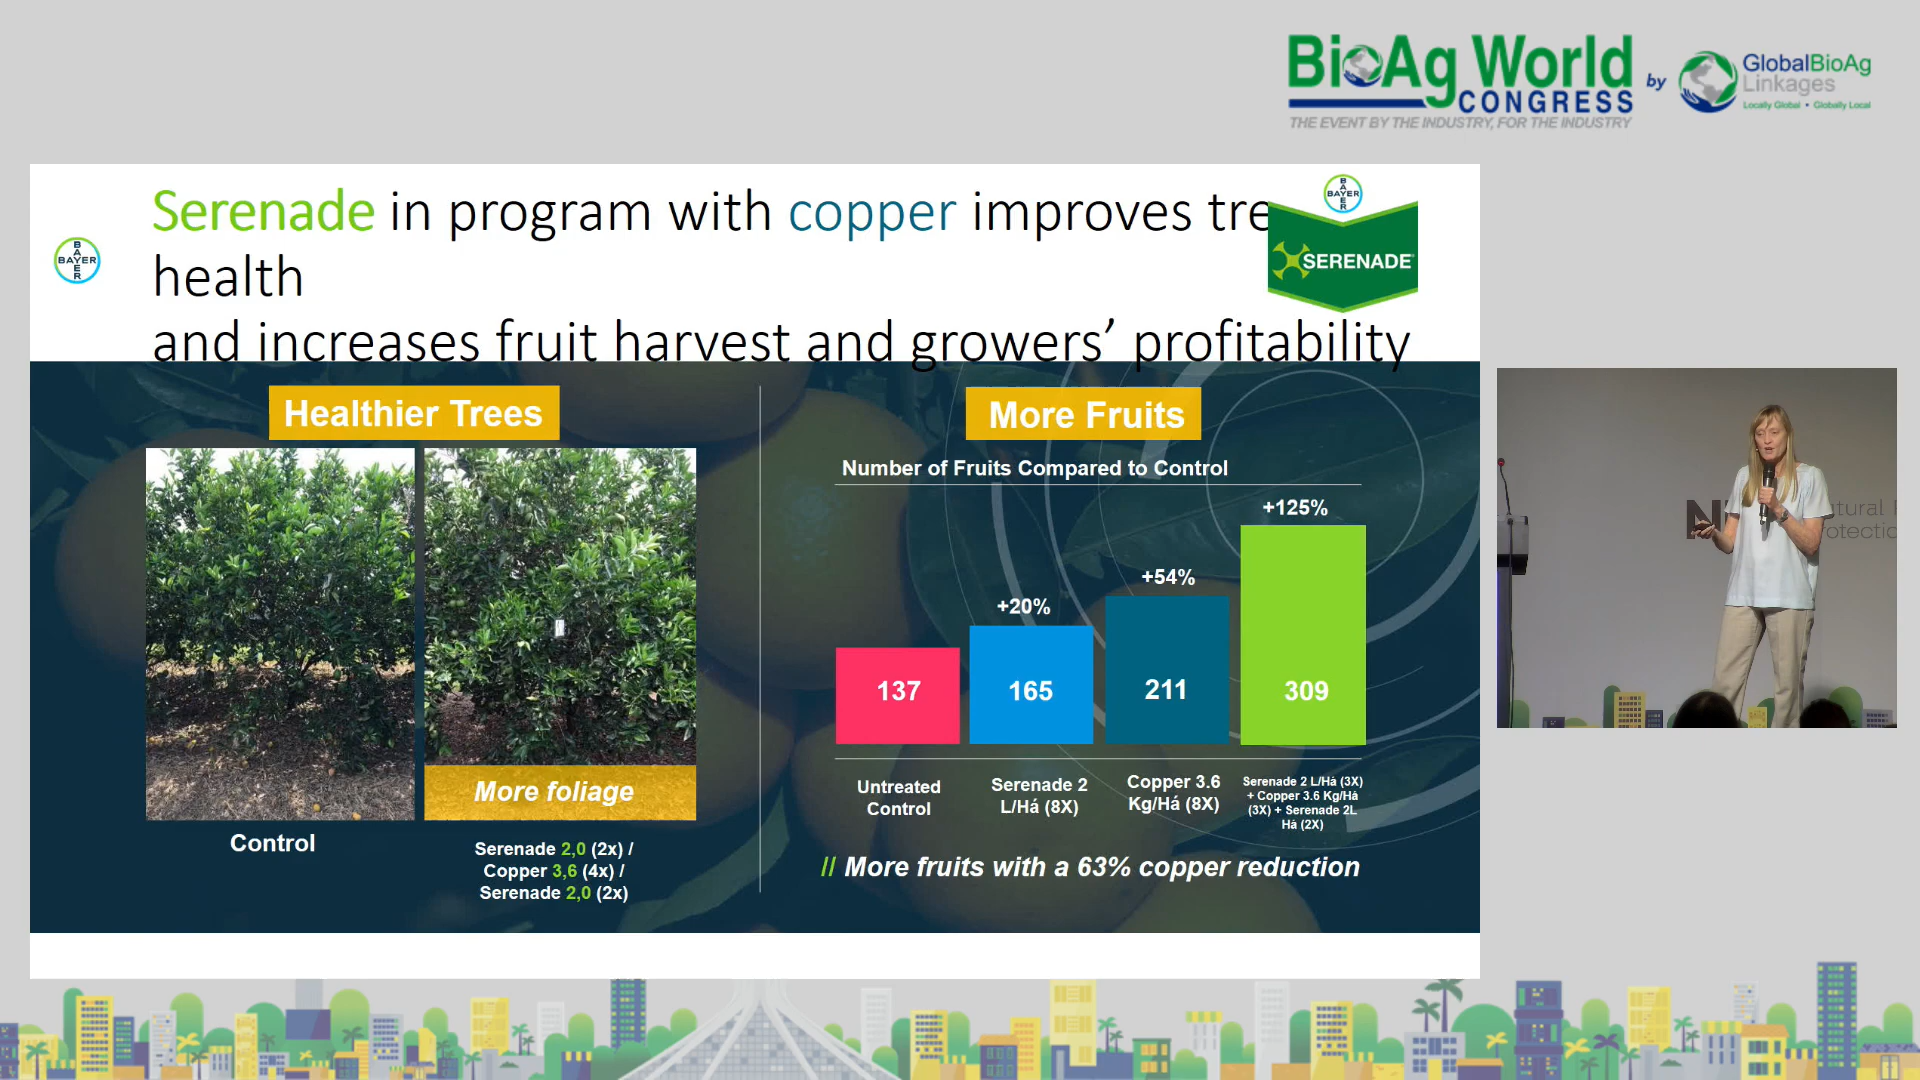 BioAg World
CONGRESS
THE EVENT BY THE INDUSTRY, FOR THE INDUSTRY
by
GlobalBioAg
Linkages
Locally Global • Globally Local
Serenade in program with copper improves tre
health
and increases fruit harvest and growers' profitability
BAYER
BAYER
BAYER
BAYER
SERENADE
Healthier Trees
More foliage
Control
Serenade 2,0 (2x) /
Copper 3,6 (4x) /
Serenade 2,0 (2x)
More Fruits
Number of Fruits Compared to Control
+20%
+54%
+125%
137
165
211
309
Untreated
Control
Serenade 2
L/Há (8X)
Copper 3.6
Kg/Há (8X)
Serenade 2 L/Há (3X)
+ Copper 3.6 Kg/Há
(3X) + Serenade 2L
Há (2X)
// More fruits with a 63% copper reduction